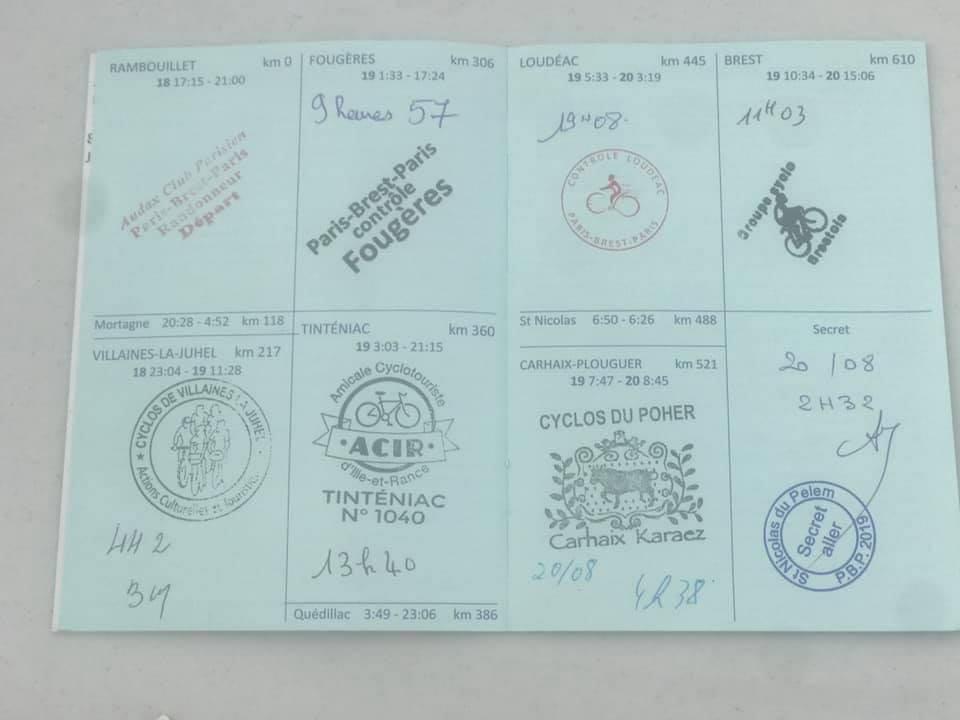 RAMBOUILLET km 0
18 17:15 - 21:00
Audax Club Parisien
Paris-Brest-Paris
Randonneur
Départ
Mortagne 20:28 - 4:52 km 118
VILLAINES-LA-JUHEL km 217
18 23:04 - 19 11:28
★ CYCLOS DE VILLAINES LA JUHEL
Actions Culturelles et Touristiques
4H 2
FOUGÈRES km 306
19 1:33 - 17:24
9 heures 57
Paris-Brest-Paris
contrôle
Fougères
TINTÉNIAC km 360
19 3:03 - 21:15
Amicale Cyclotouriste
·ACIR·
d'Ille-et-Rance
TINTÉNIAC
N° 1040
13h40
Quédillac 3:49 - 23:06 km 386
LOUDÉAC km 445
19 5:33 - 20 3:19
19H08
CONTROLE LOUDEAC
PARIS-BREST-PARIS
St Nicolas 6:50 - 6:26 km 488
CARHAIX-PLOUGUER km 521
19 7:47 - 20 8:45
CYCLOS DU POHER
Carhaix Karaez
20/08
4h38
BREST km 610
19 10:34 - 20 15:06
11H03
Groupe cyclo
Brestois
Secret
20/08
2H32
St Nicolas du Pelem
Secret
aller
P.B.P. 2019